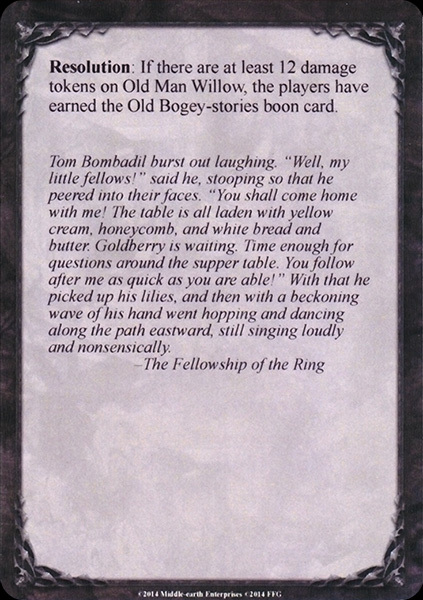 Resolution: If there are at least 12 damage
tokens on Old Man Willow, the players have
earned the Old Bogey-stories boon card.
Tom Bombadil burst out laughing. “Well, my
little fellows!” said he, stooping so that he
peered into their faces. “You shall come home
with me! The table is all laden with yellow
cream, honeycomb, and white bread and
butter. Goldberry is waiting. Time enough for
questions around the supper table. You follow
after me as quick as you are able!” With that he
picked up his lilies, and then with a beckoning
wave of his hand went hopping and dancing
along the path eastward, still singing loudly
and nonsensically.
–The Fellowship of the Ring
©2014 Middle-earth Enterprises ©2014 FFG